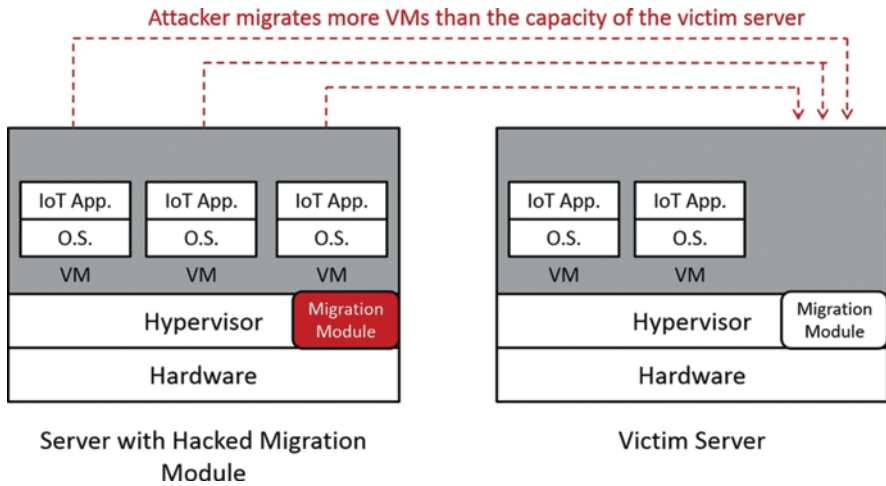 Attacker migrates more VMs than the capacity of the victim server
IoT App. IoT App. IoT App.
O.S. O.S. O.S.
VM VM VM
Migration
Module
Hypervisor
Hardware
Server with Hacked Migration
Module
IoT App. IoT App.
O.S. O.S.
VM VM
Migration
Module
Hypervisor
Hardware
Victim Server